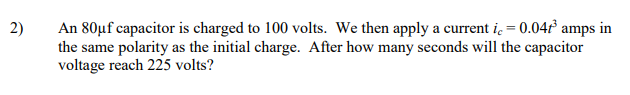 2) An 80µf capacitor is charged to 100 volts. We then apply a current i꜀ = 0.04t³ amps in
the same polarity as the initial charge. After how many seconds will the capacitor
voltage reach 225 volts?